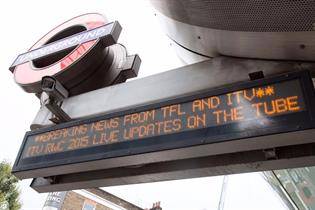 UNDERGROUND
**BREAKING NEWS FROM TFL AND ITV**
ITV RWC 2015 LIVE UPDATES ON THE TUBE